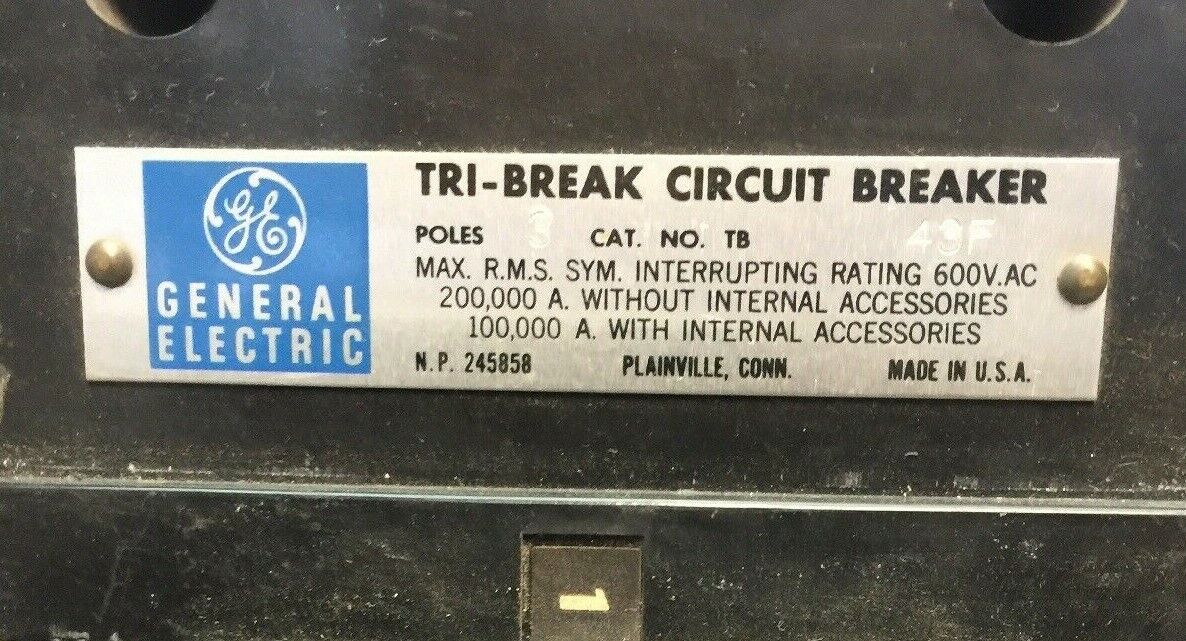 GE
GENERAL
ELECTRIC
TRI-BREAK CIRCUIT BREAKER
POLES 3 CAT. NO. TB 43F
MAX. R.M.S. SYM. INTERRUPTING RATING 600V.AC
200,000 A. WITHOUT INTERNAL ACCESSORIES
100,000 A. WITH INTERNAL ACCESSORIES
N.P. 245858 PLAINVILLE, CONN. MADE IN U.S.A.
1